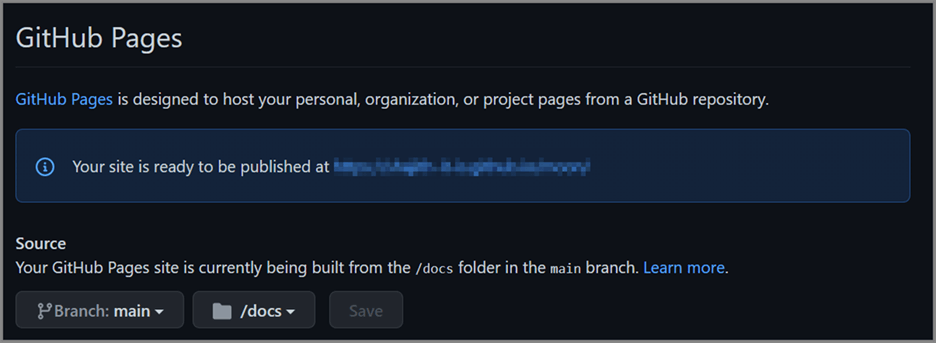 GitHub Pages
GitHub Pages is designed to host your personal, organization, or project pages from a GitHub repository.
Your site is ready to be published at
Source
Your GitHub Pages site is currently being built from the /docs folder in the main branch. Learn more.
Branch: main /docs Save